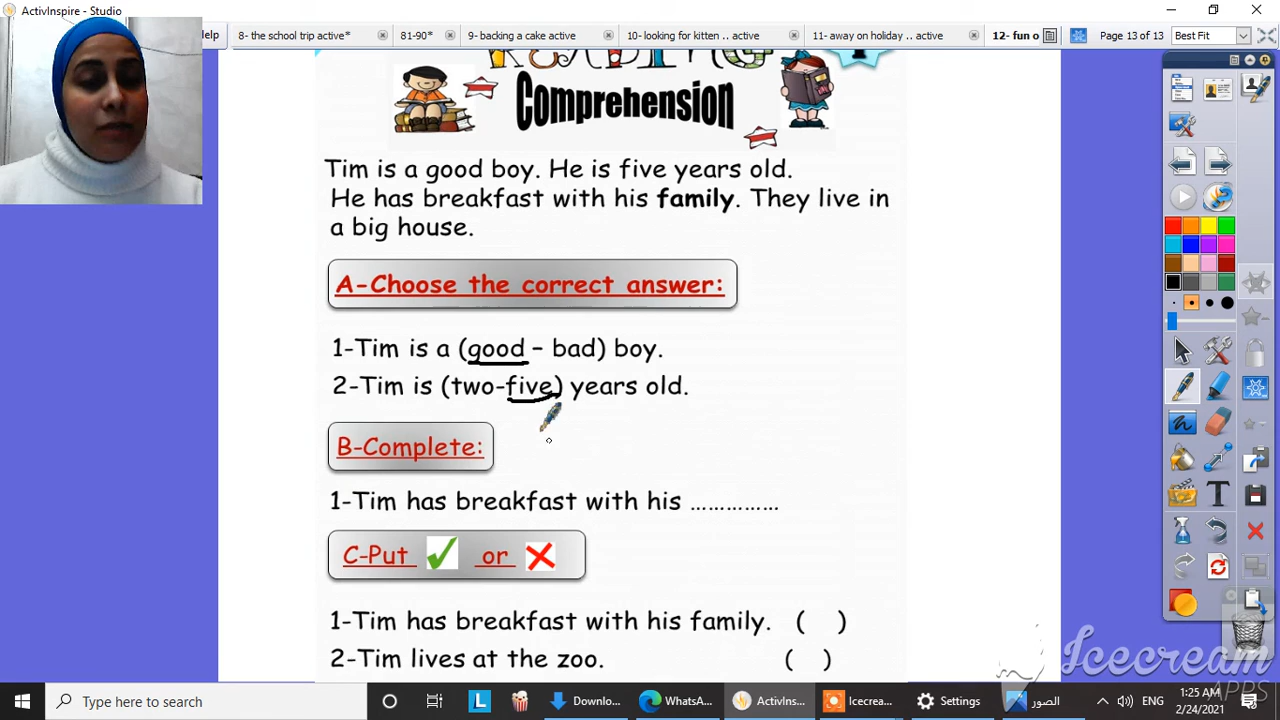 ActivInspire - Studio
elp
8- the school trip active*
81-90*
9-backing a cake active
10- looking for kitten .. active
11- away on holiday .. active
12- fun o
Page 13 of 13
Best Fit
READING
1
Comprehension
Tim is a good boy. He is five years old.
He has breakfast with his family. They live in
a big house.
A-Choose the correct answer:
1-Tim is a (good – bad) boy.
2-Tim is (two-five) years old.
B-Complete:
1-Tim has breakfast with his ……………
C-Put ✓ or ✗
1-Tim has breakfast with his family. ( )
2-Tim lives at the zoo. ( )
Icecream
APPS
Type here to search
L
Downlo...
WhatsA...
ActivIns...
Icecrea...
Settings
الصور
ENG
1:25 AM
2/24/2021